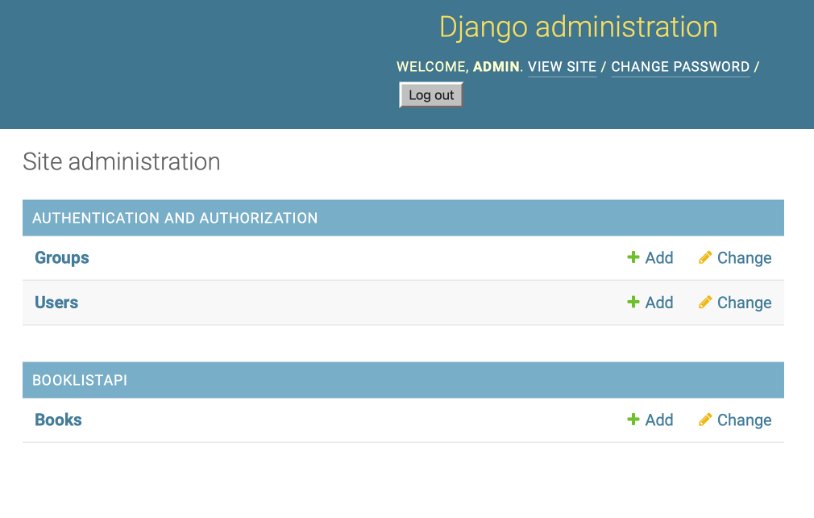 Django administration
WELCOME, ADMIN. VIEW SITE / CHANGE PASSWORD /
Log out
Site administration
AUTHENTICATION AND AUTHORIZATION
Groups Add Change
Users Add Change
BOOKLISTAPI
Books Add Change